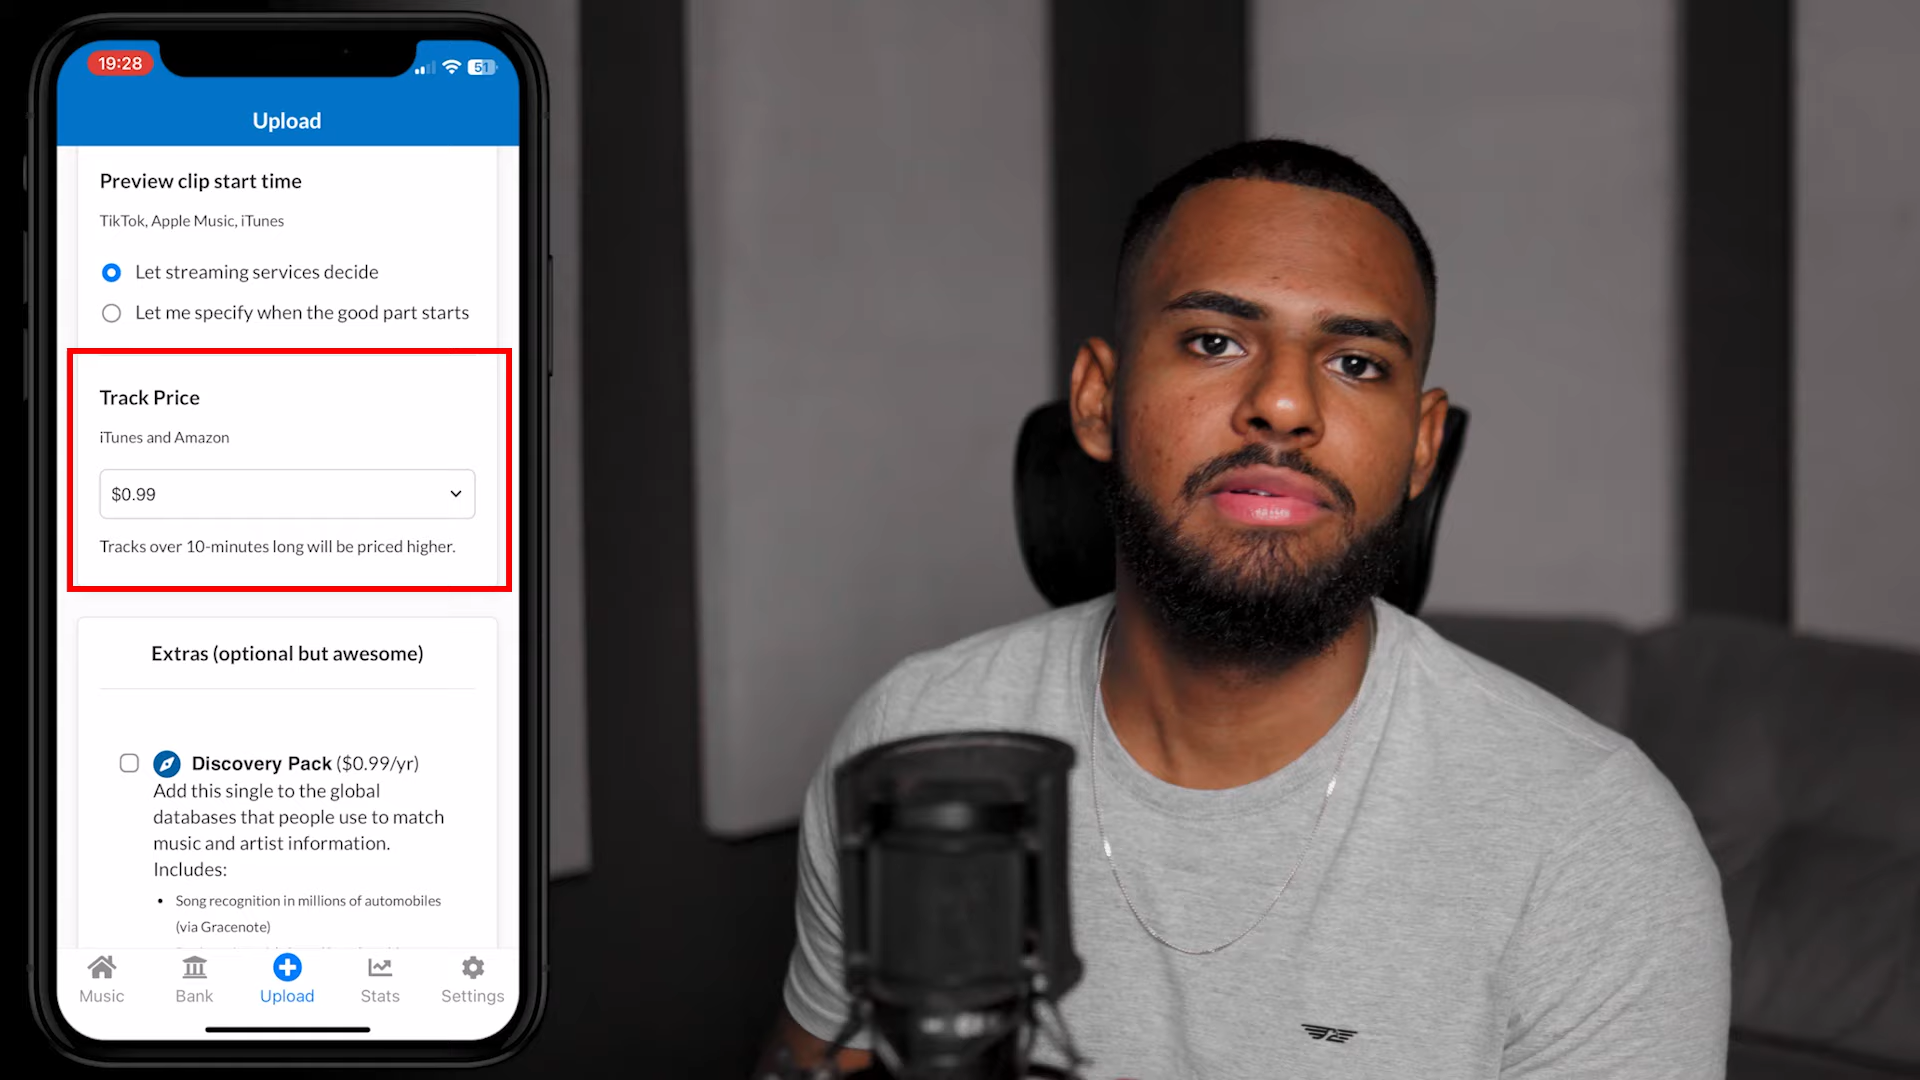 19:28
51
Upload
Preview clip start time
TikTok, Apple Music, iTunes
Let streaming services decide
Let me specify when the good part starts
Track Price
iTunes and Amazon
$0.99
Tracks over 10-minutes long will be priced higher.
Extras (optional but awesome)
Discovery Pack ($0.99/yr)
Add this single to the global
databases that people use to match
music and artist information.
Includes:
• Song recognition in millions of automobiles
(via Gracenote)
Music
Bank
Upload
Stats
Settings